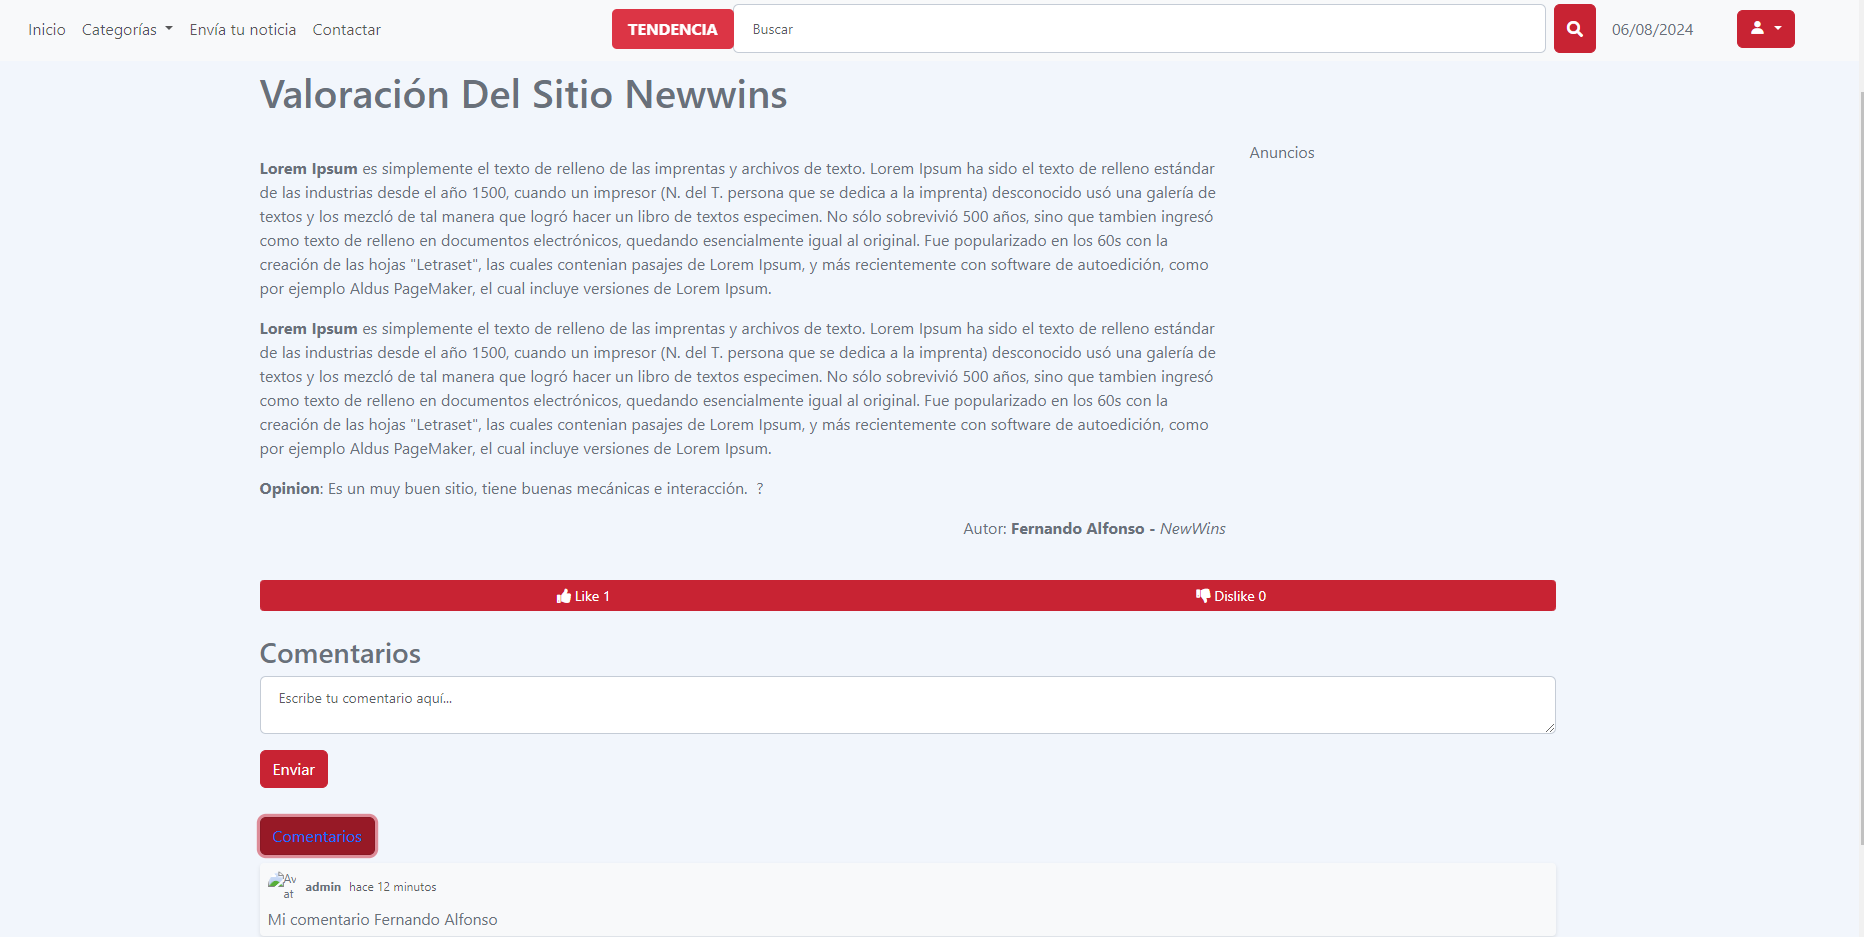 Inicio Categorías Envía tu noticia Contactar TENDENCIA Buscar 06/08/2024
Valoración Del Sitio Newwins
Anuncios
Lorem Ipsum es simplemente el texto de relleno de las imprentas y archivos de texto. Lorem Ipsum ha sido el texto de relleno estándar
de las industrias desde el año 1500, cuando un impresor (N. del T. persona que se dedica a la imprenta) desconocido usó una galería de
textos y los mezcló de tal manera que logró hacer un libro de textos especimen. No sólo sobrevivió 500 años, sino que tambien ingresó
como texto de relleno en documentos electrónicos, quedando esencialmente igual al original. Fue popularizado en los 60s con la
creación de las hojas "Letraset", las cuales contenian pasajes de Lorem Ipsum, y más recientemente con software de autoedición, como
por ejemplo Aldus PageMaker, el cual incluye versiones de Lorem Ipsum.
Lorem Ipsum es simplemente el texto de relleno de las imprentas y archivos de texto. Lorem Ipsum ha sido el texto de relleno estándar
de las industrias desde el año 1500, cuando un impresor (N. del T. persona que se dedica a la imprenta) desconocido usó una galería de
textos y los mezcló de tal manera que logró hacer un libro de textos especimen. No sólo sobrevivió 500 años, sino que tambien ingresó
como texto de relleno en documentos electrónicos, quedando esencialmente igual al original. Fue popularizado en los 60s con la
creación de las hojas "Letraset", las cuales contenian pasajes de Lorem Ipsum, y más recientemente con software de autoedición, como
por ejemplo Aldus PageMaker, el cual incluye versiones de Lorem Ipsum.
Opinion: Es un muy buen sitio, tiene buenas mecánicas e interacción. ?
Autor: Fernando Alfonso - NewWins
Like 1 Dislike 0
Comentarios
Escribe tu comentario aquí...
Enviar
Comentarios
Av
at
admin hace 12 minutos
Mi comentario Fernando Alfonso